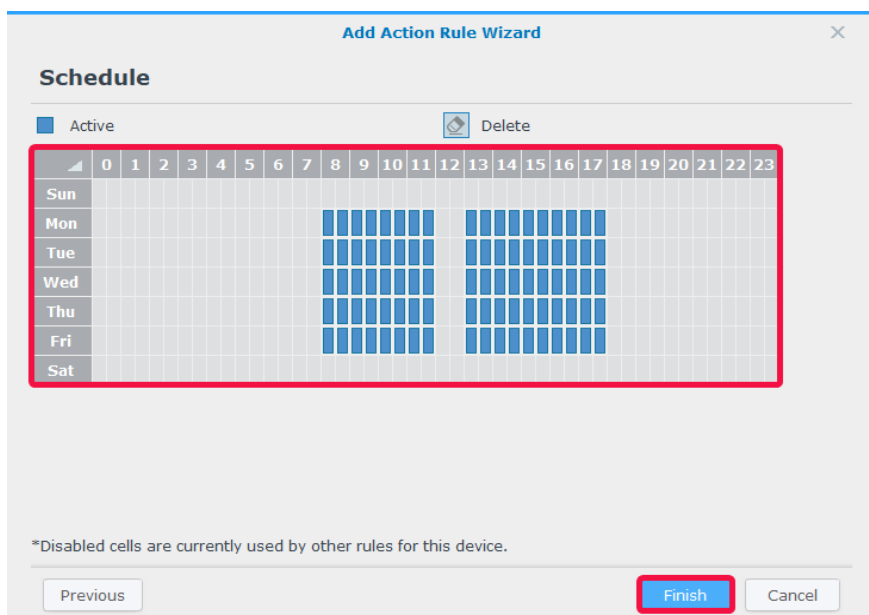 Add Action Rule Wizard
Schedule
Active Delete
0 1 2 3 4 5 6 7 8 9 10 11 12 13 14 15 16 17 18 19 20 21 22 23
Sun
Mon
Tue
Wed
Thu
Fri
Sat
*Disabled cells are currently used by other rules for this device.
Previous Finish Cancel